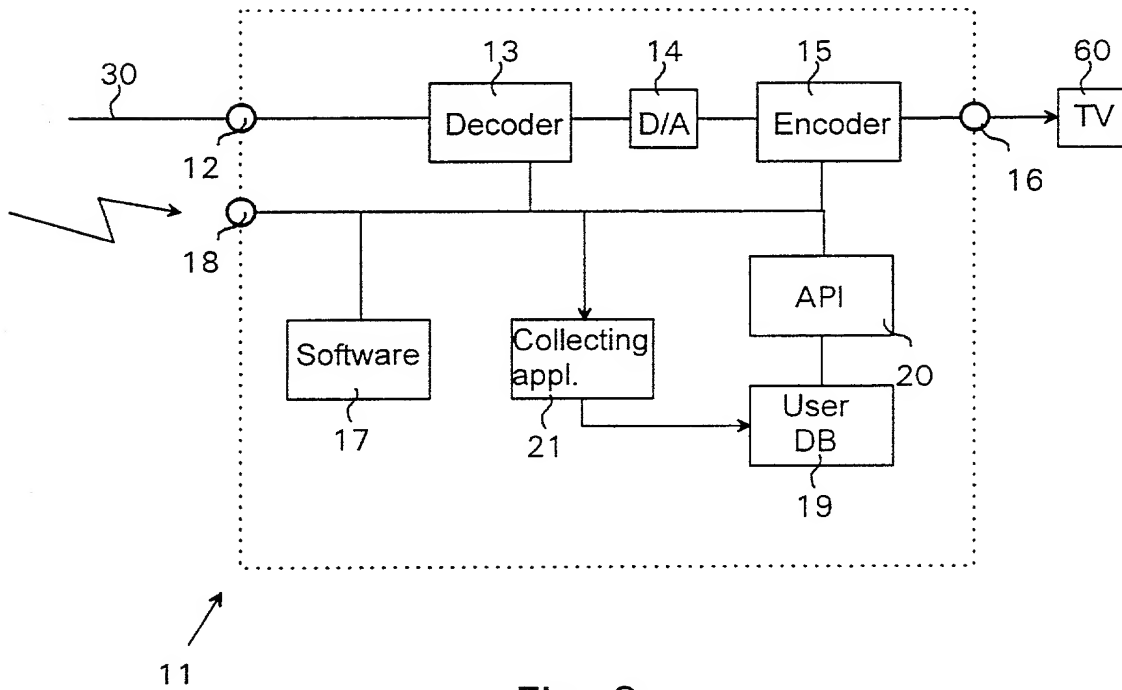 13
14
15
60
30
Decoder
D/A
Encoder
TV
12
16
18
API
Software
Collecting
appl.
20
17
21
User
DB
19
11